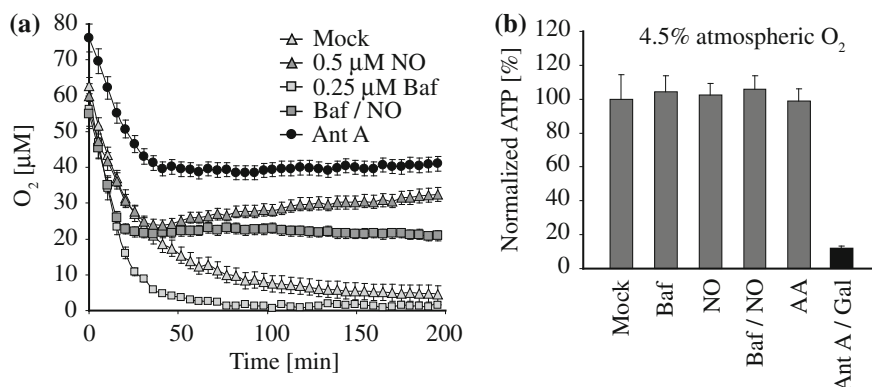 (a)
80
70
60
50
40
30
20
10
0
O₂ [µM]
0 50 100 150 200
Time [min]
Mock
0.5 µM NO
0.25 µM Baf
Baf / NO
Ant A
(b)
4.5% atmospheric O₂
Normalized ATP [%]
120
100
80
120
60
40
20
0
Mock
Baf
NO
Baf / NO
AA
Ant A / Gal